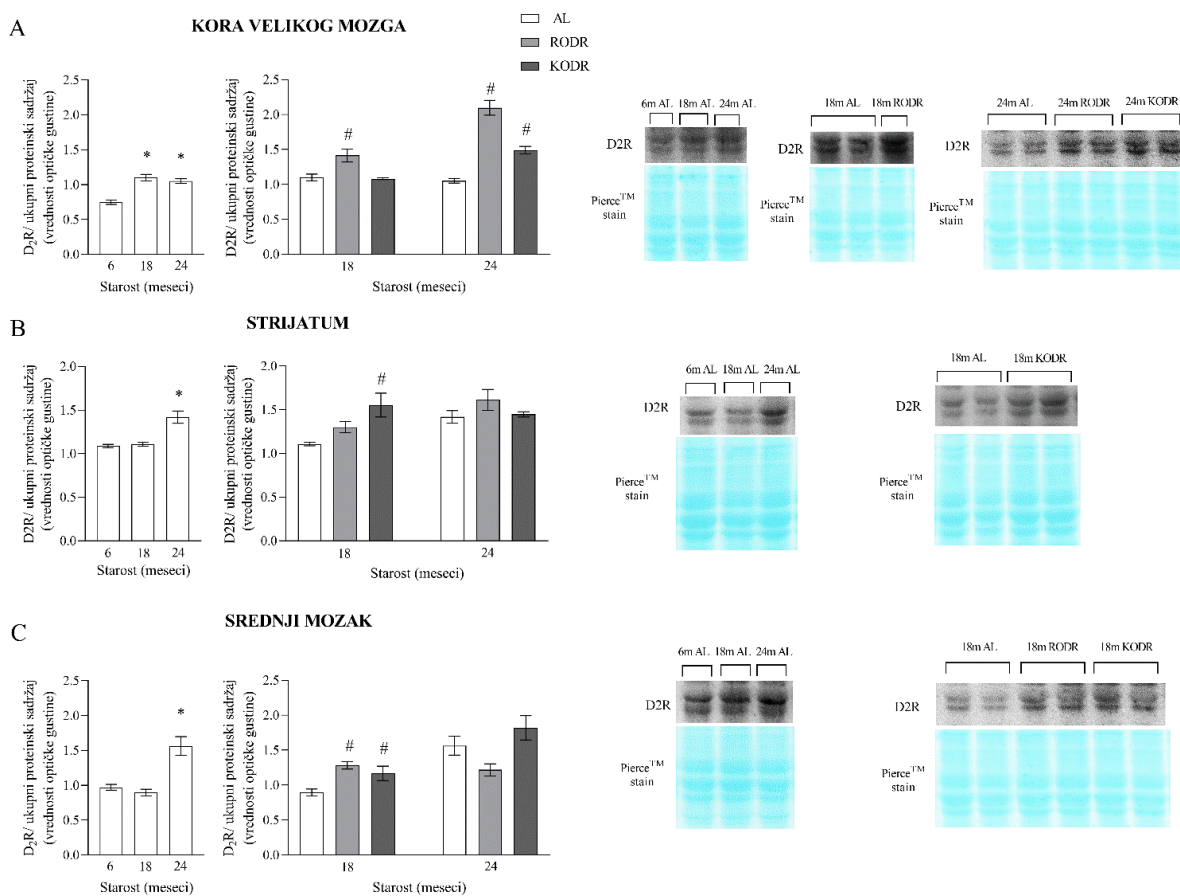 A
KORA VELIKOG MOZGA
AL
RODR
KODR
D₂R/ ukupni proteinski sadržaj
(vrednosti optičke gustine)
2.5
2.0
1.5
1.0
0.5
0.0
* *
6 18 24
Starost (meseci)
D2R/ ukupni proteinski sadržaj
(vrednosti optičke gustine)
2.5
2.0
1.5
1.0
0.5
0.0
# # #
18 24
Starost (meseci)
6m AL 18m AL 24m AL
D2R
Pierce™
stain
18m AL 18m RODR
D2R
Pierce™
stain
24m AL 24m RODR 24m KODR
D2R
Pierce™
stain
B
STRIJATUM
D2R/ ukupni proteinski sadržaj
(vrednosti optičke gustine)
2.0
1.5
1.0
0.5
0.0
*
6 18 24
Starost (meseci)
D2R/ ukupni proteinski sadržaj
(vrednosti optičke gustine)
2.0
1.5
1.0
0.5
0.0
#
18 24
Starost (meseci)
6m AL 18m AL 24m AL
D2R
Pierce™
stain
18m AL 18m KODR
D2R
Pierce™
stain
C
SREDNJI MOZAK
D₂R/ ukupni proteinski sadržaj
(vrednosti optičke gustine)
2.5
2.0
1.5
1.0
0.5
0.0
*
6 18 24
Starost (meseci)
D₂R/ ukupni proteinski sadržaj
(vrednosti optičke gustine)
2.5
2.0
1.5
1.0
0.5
0.0
# #
18 24
Starost (meseci)
6m AL 18m AL 24m AL
D2R
Pierce™
stain
18m AL 18m RODR 18m KODR
D2R
Pierce™
stain